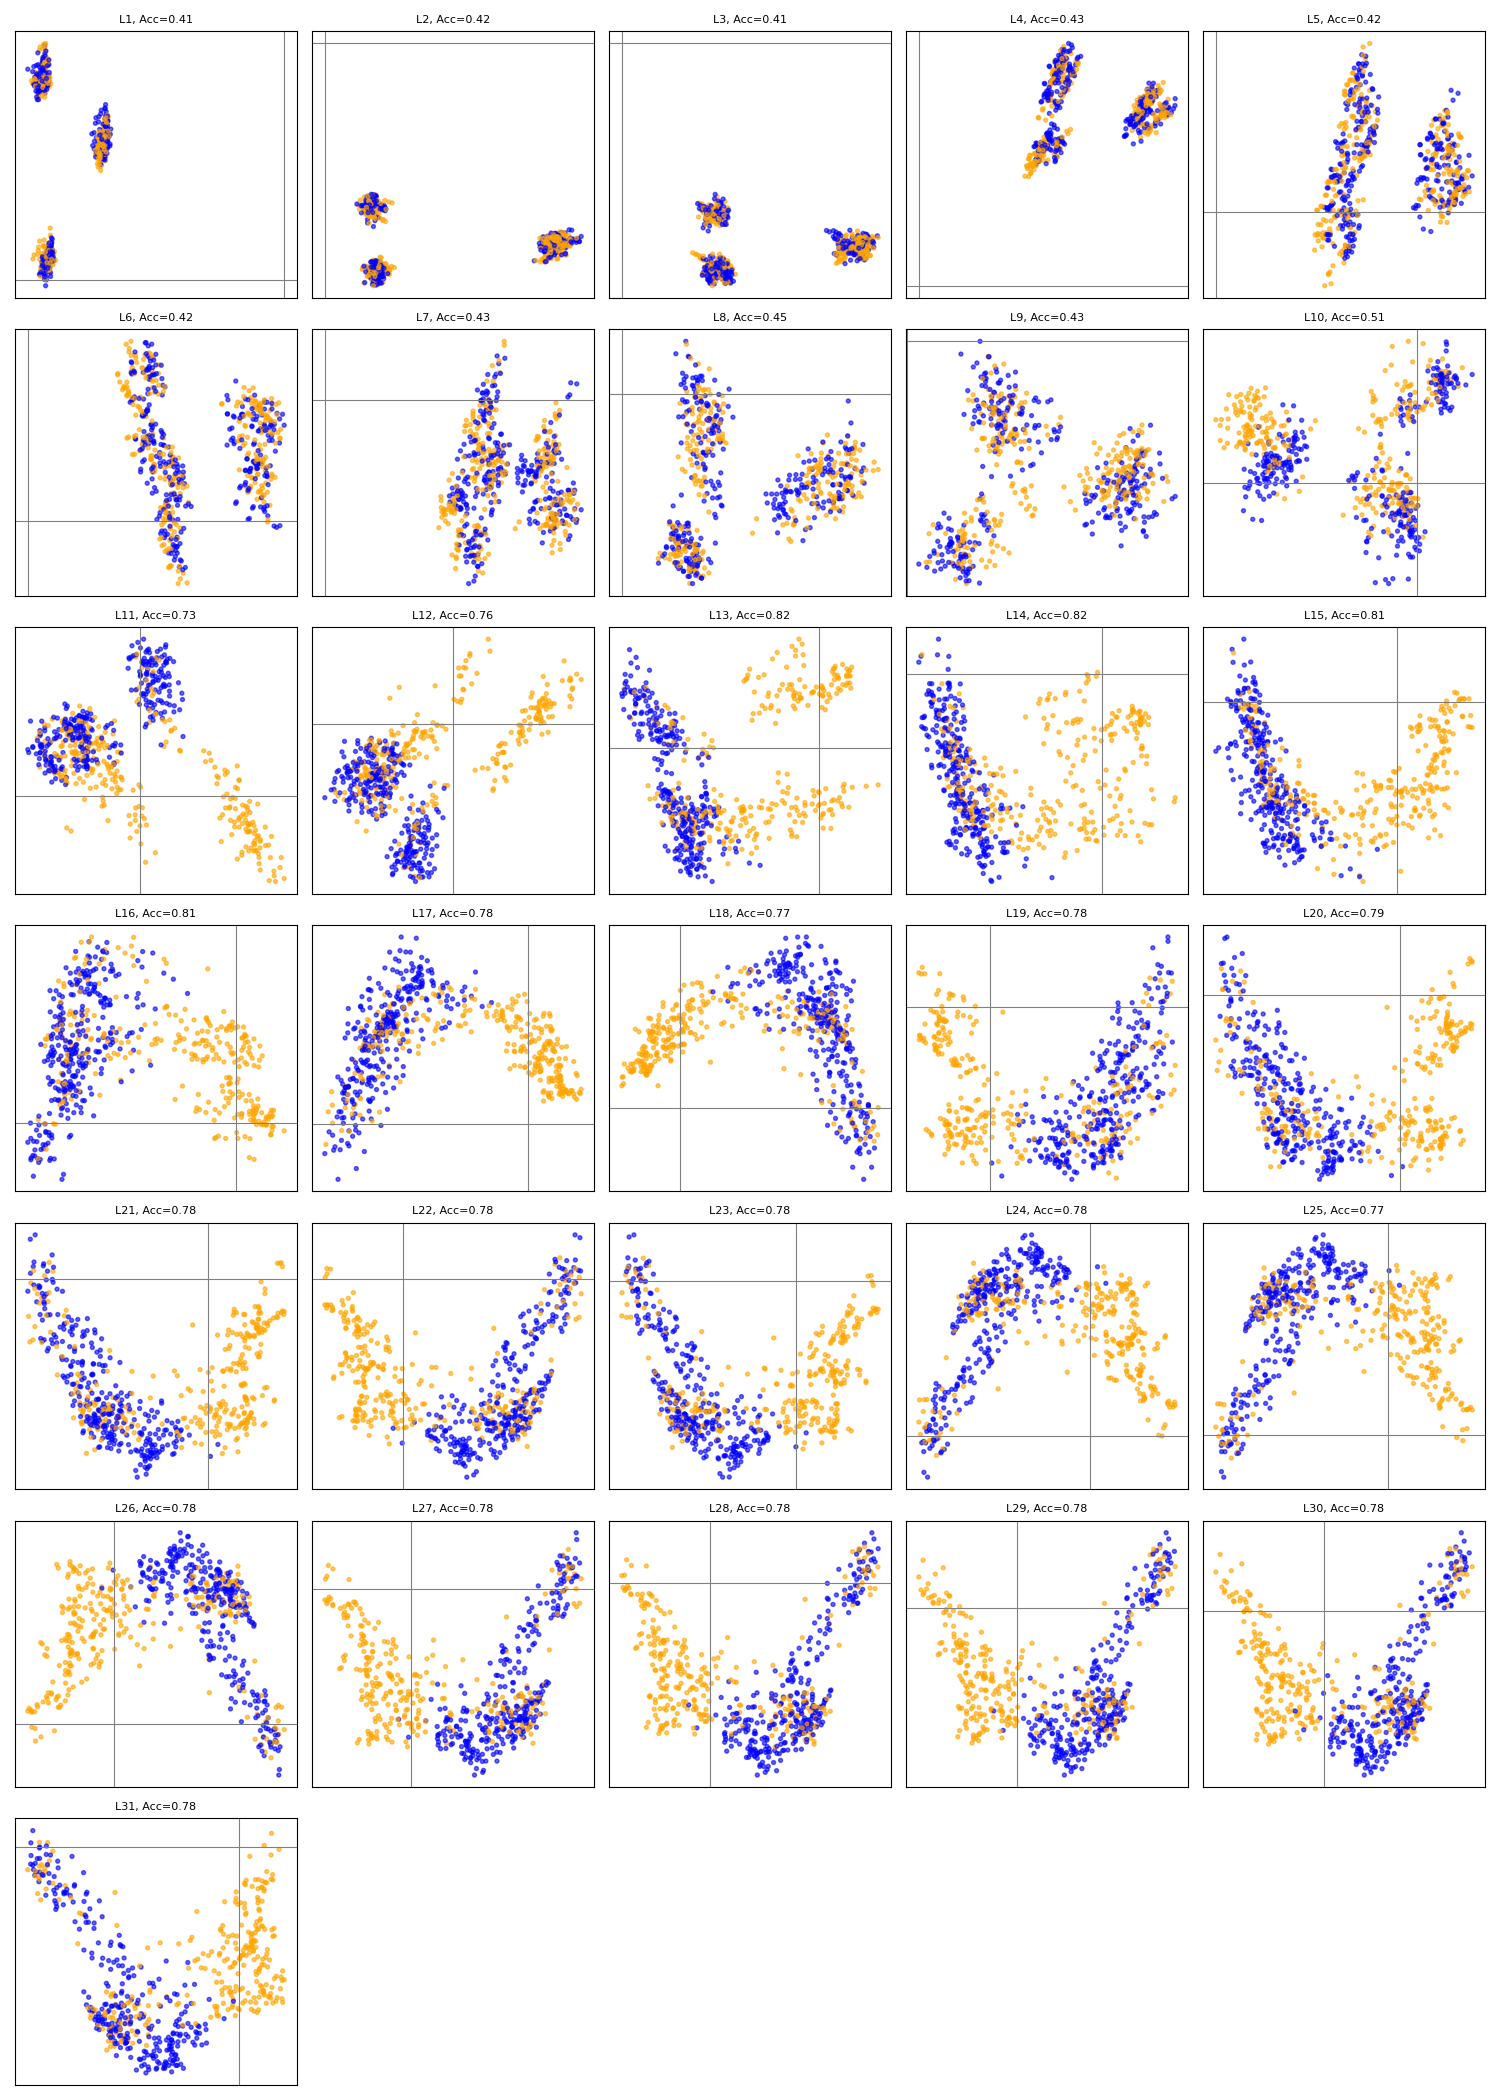 L1, Acc=0.41
L2, Acc=0.42
L3, Acc=0.41
L4, Acc=0.43
L5, Acc=0.42
L6, Acc=0.42
L7, Acc=0.43
L8, Acc=0.45
L9, Acc=0.43
L10, Acc=0.51
L11, Acc=0.73
L12, Acc=0.76
L13, Acc=0.82
L14, Acc=0.82
L15, Acc=0.81
L16, Acc=0.81
L17, Acc=0.78
L18, Acc=0.77
L19, Acc=0.78
L20, Acc=0.79
L21, Acc=0.78
L22, Acc=0.78
L23, Acc=0.78
L24, Acc=0.78
L25, Acc=0.77
L26, Acc=0.78
L27, Acc=0.78
L28, Acc=0.78
L29, Acc=0.78
L30, Acc=0.78
L31, Acc=0.78